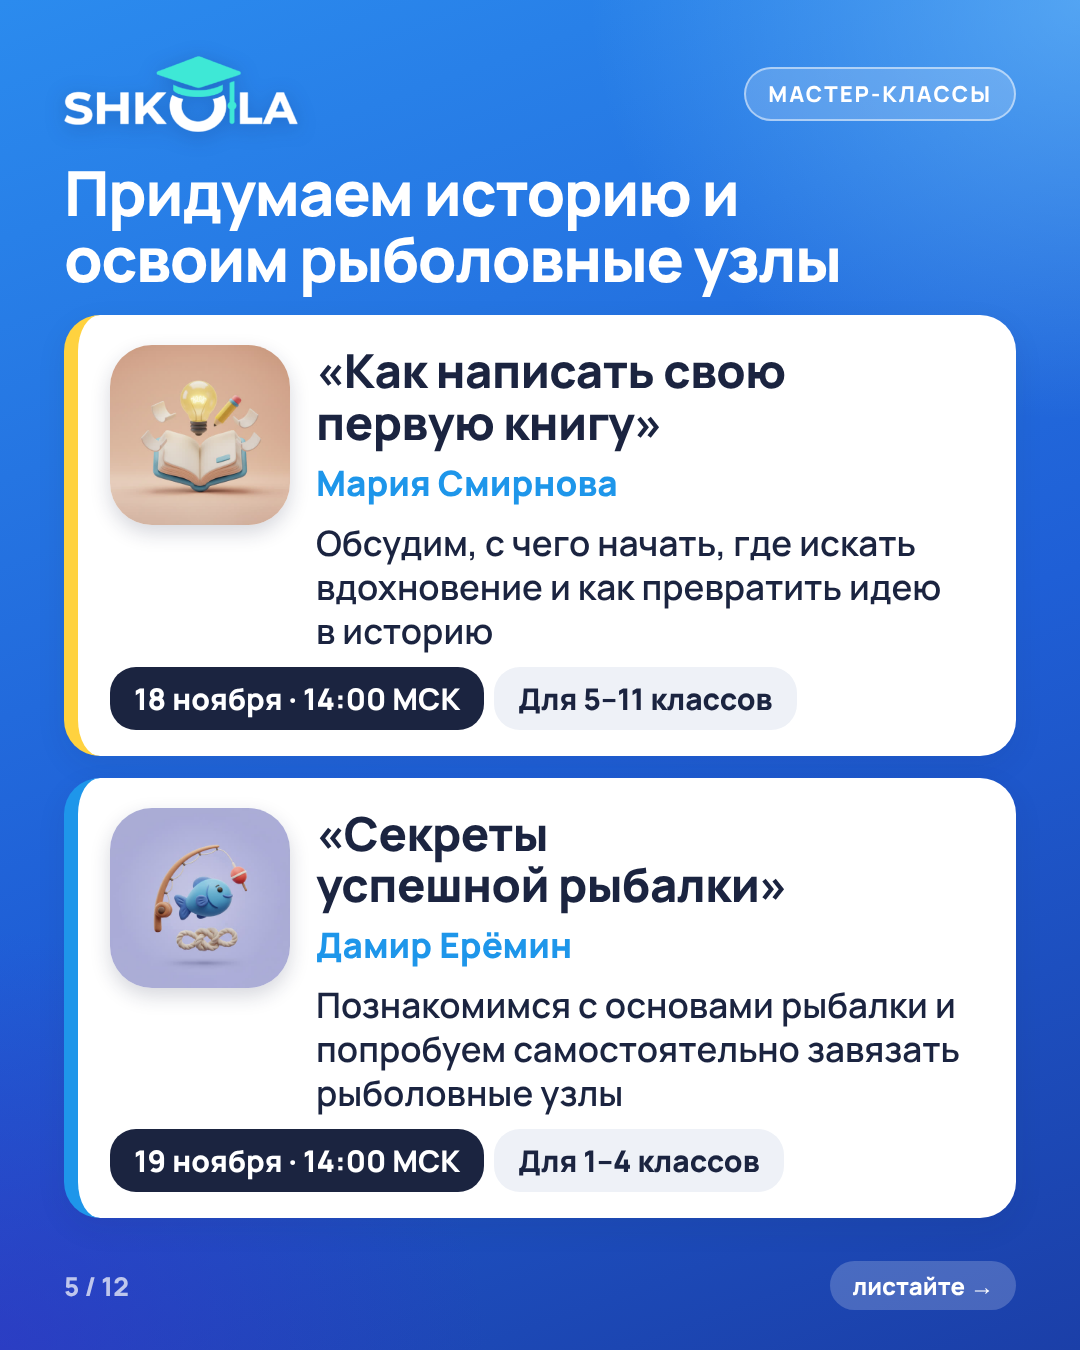 SHKOLA
МАСТЕР-КЛАССЫ
Придумаем историю и
освоим рыболовные узлы
«Как написать свою
первую книгу»
Мария Смирнова
Обсудим, с чего начать, где искать
вдохновение и как превратить идею
в историю
18 ноября · 14:00 МСК
Для 5–11 классов
«Секреты
успешной рыбалки»
Дамир Ерёмин
Познакомимся с основами рыбалки и
попробуем самостоятельно завязать
рыболовные узлы
19 ноября · 14:00 МСК
Для 1–4 классов
5 / 12
листайте →